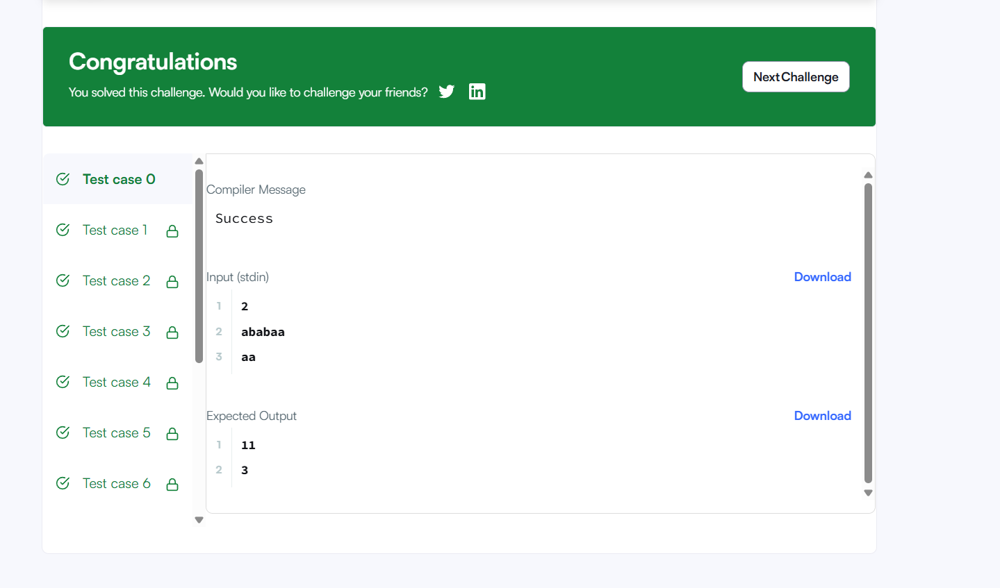 Congratulations
You solved this challenge. Would you like to challenge your friends?
Next Challenge
Test case 0
Test case 1
Test case 2
Test case 3
Test case 4
Test case 5
Test case 6
Compiler Message
Success
Input (stdin)
Download
1 2
2 ababaa
3 aa
Expected Output
Download
1 11
2 3